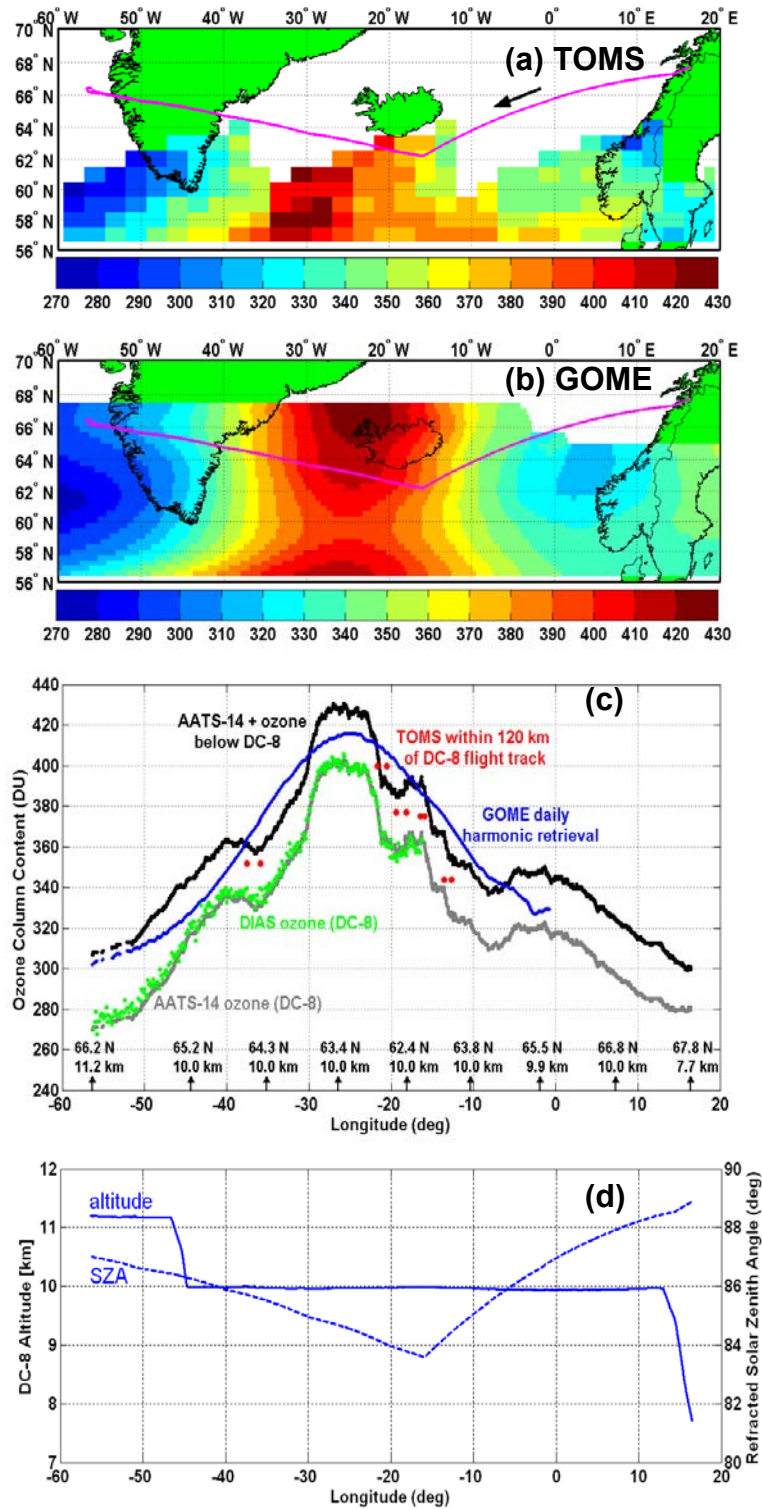 60° W 50° W 40° W 30° W 20° W 10° W 0° 10° E 20° E
70° N
68° N
66° N
64° N
62° N
60° N
58° N
56° N
(a) TOMS
270 280 290 300 310 320 330 340 350 360 370 380 390 400 410 420 430
60° W 50° W 40° W 30° W 20° W 10° W 0° 10° E 20° E
70° N
68° N
66° N
64° N
62° N
60° N
58° N
56° N
(b) GOME
270 280 290 300 310 320 330 340 350 360 370 380 390 400 410 420 430
Ozone Column Content (DU)
440
420
400
380
360
340
320
300
280
260
240
(c)
AATS-14 + ozone
below DC-8
TOMS within 120 km
of DC-8 flight track
GOME daily
harmonic retrieval
DIAS ozone (DC-8)
AATS-14 ozone (DC-8)
66.2 N 65.2 N 64.3 N 63.4 N 62.4 N 63.8 N 65.5 N 66.8 N 67.8 N
11.2 km 10.0 km 10.0 km 10.0 km 10.0 km 10.0 km 9.9 km 10.0 km 7.7 km
-60 -50 -40 -30 -20 -10 0 10 20
Longitude (deg)
DC-8 Altitude [km]
12
11
10
9
8
7
altitude
SZA
(d)
90
88
86
84
82
80
Refracted Solar Zenith Angle (deg)
-60 -50 -40 -30 -20 -10 0 10 20
Longitude (deg)